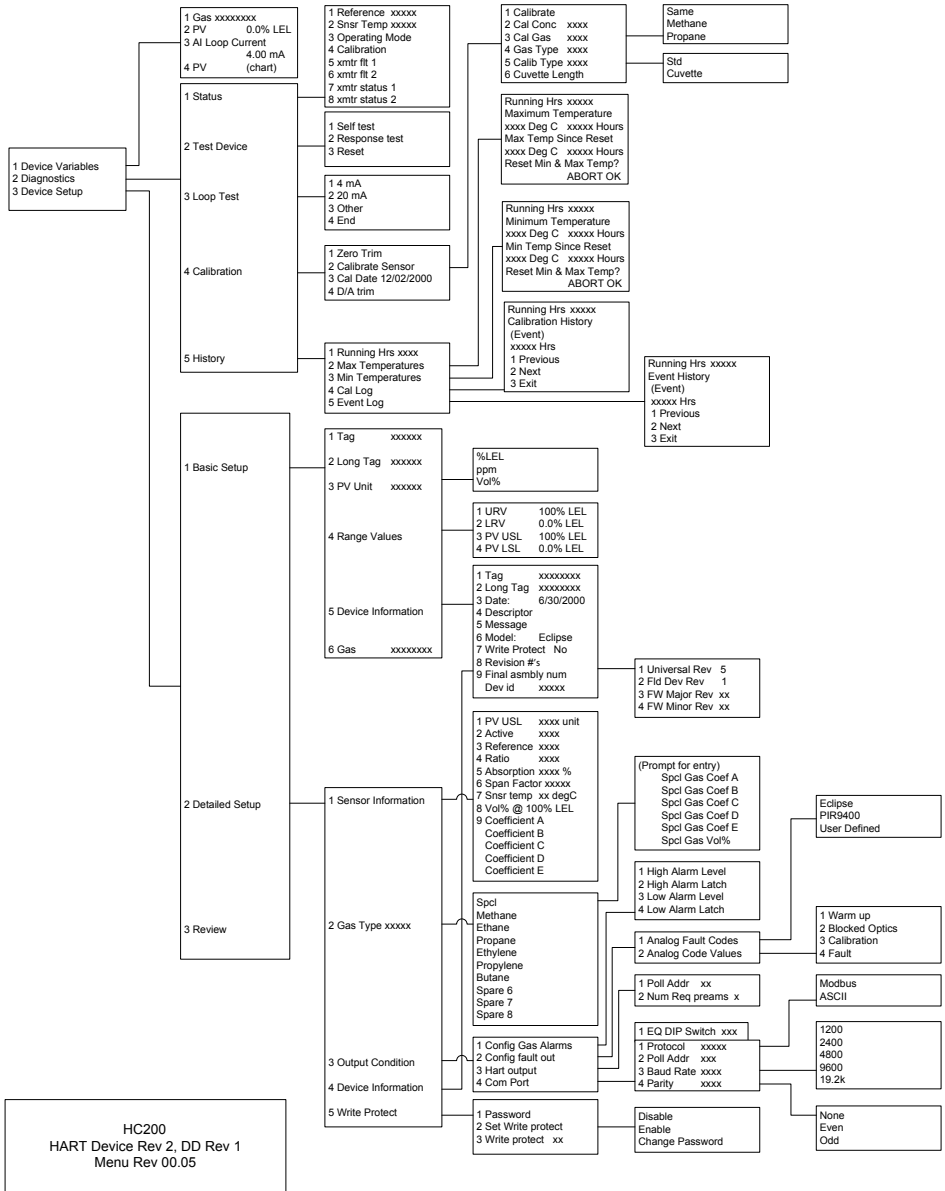 1 Device Variables
2 Diagnostics
3 Device Setup
1 Gas xxxxxxxx
2 PV 0.0% LEL
3 AI Loop Current
4.00 mA
4 PV (chart)
1 Status
2 Test Device
3 Loop Test
4 Calibration
5 History
1 Reference xxxxx
2 Snsr Temp xxxxx
3 Operating Mode
4 Calibration
5 xmtr flt 1
6 xmtr flt 2
7 xmtr status 1
8 xmtr status 2
1 Self test
2 Response test
3 Reset
1 4 mA
2 20 mA
3 Other
4 End
1 Zero Trim
2 Calibrate Sensor
3 Cal Date 12/02/2000
4 D/A trim
1 Running Hrs xxxx
2 Max Temperatures
3 Min Temperatures
4 Cal Log
5 Event Log
1 Calibrate
2 Cal Conc xxxx
3 Cal Gas xxxx
4 Gas Type xxxx
5 Calib Type xxxx
6 Cuvette Length
Same
Methane
Propane
Std
Cuvette
Running Hrs xxxxx
Maximum Temperature
xxxx Deg C xxxxx Hours
Max Temp Since Reset
xxxx Deg C xxxxx Hours
Reset Min & Max Temp?
ABORT OK
Running Hrs xxxxx
Minimum Temperature
xxxx Deg C xxxxx Hours
Min Temp Since Reset
xxxx Deg C xxxxx Hours
Reset Min & Max Temp?
ABORT OK
Running Hrs xxxxx
Calibration History
(Event)
xxxxx Hrs
1 Previous
2 Next
3 Exit
Running Hrs xxxxx
Event History
(Event)
xxxxx Hrs
1 Previous
2 Next
3 Exit
1 Basic Setup
2 Detailed Setup
3 Review
1 Tag xxxxxx
2 Long Tag xxxxxx
3 PV Unit xxxxxx
4 Range Values
5 Device Information
6 Gas xxxxxxxx
%LEL
ppm
Vol%
1 URV 100% LEL
2 LRV 0.0% LEL
3 PV USL 100% LEL
4 PV LSL 0.0% LEL
1 Tag xxxxxxxx
2 Long Tag xxxxxxxx
3 Date: 6/30/2000
4 Descriptor
5 Message
6 Model: Eclipse
7 Write Protect No
8 Revision #'s
9 Final asmbly num
Dev id xxxxx
1 Universal Rev 5
2 Fld Dev Rev 1
3 FW Major Rev xx
4 FW Minor Rev xx
1 Sensor Information
2 Gas Type xxxxx
3 Output Condition
4 Device Information
5 Write Protect
1 PV USL xxxx unit
2 Active xxxx
3 Reference xxxx
4 Ratio xxxx
5 Absorption xxxx %
6 Span Factor xxxxx
7 Snsr temp xx degC
8 Vol% @ 100% LEL
9 Coefficient A
Coefficient B
Coefficient C
Coefficient D
Coefficient E
Spcl
Methane
Ethane
Propane
Ethylene
Propylene
Butane
Spare 6
Spare 7
Spare 8
(Prompt for entry)
Spcl Gas Coef A
Spcl Gas Coef B
Spcl Gas Coef C
Spcl Gas Coef D
Spcl Gas Coef E
Spcl Gas Vol%
1 Config Gas Alarms
2 Config fault out
3 Hart output
4 Com Port
1 High Alarm Level
2 High Alarm Latch
3 Low Alarm Level
4 Low Alarm Latch
1 Analog Fault Codes
2 Analog Code Values
Eclipse
PIR9400
User Defined
1 Warm up
2 Blocked Optics
3 Calibration
4 Fault
1 Poll Addr xx
2 Num Req preams x
1 EQ DIP Switch xxx
1 Protocol xxxxx
2 Poll Addr xxx
3 Baud Rate xxxx
4 Parity xxxx
Modbus
ASCII
1200
2400
4800
9600
19.2k
None
Even
Odd
1 Password
2 Set Write protect
3 Write protect xx
Disable
Enable
Change Password
HC200
HART Device Rev 2, DD Rev 1
Menu Rev 00.05